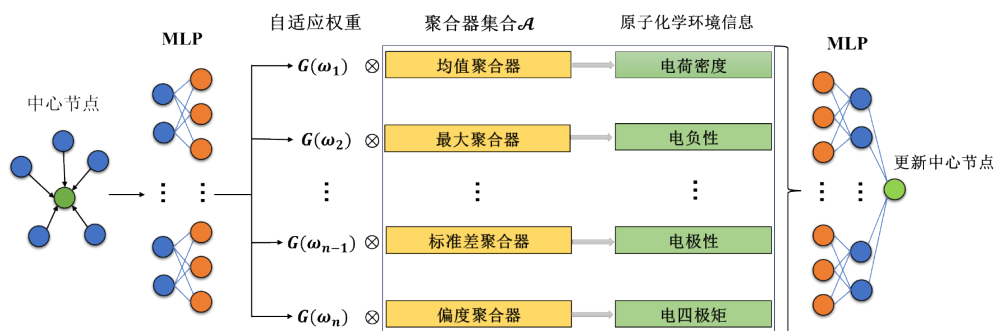 自适应权重
聚合器集合𝒜
原子化学环境信息
MLP
MLP
G(ω₁) ⊗ 均值聚合器 电荷密度
中心节点
G(ω₂) ⊗ 最大聚合器 电负性
更新中心节点
G(ωₙ₋₁) ⊗ 标准差聚合器 电极性
G(ωₙ) ⊗ 偏度聚合器 电四极矩